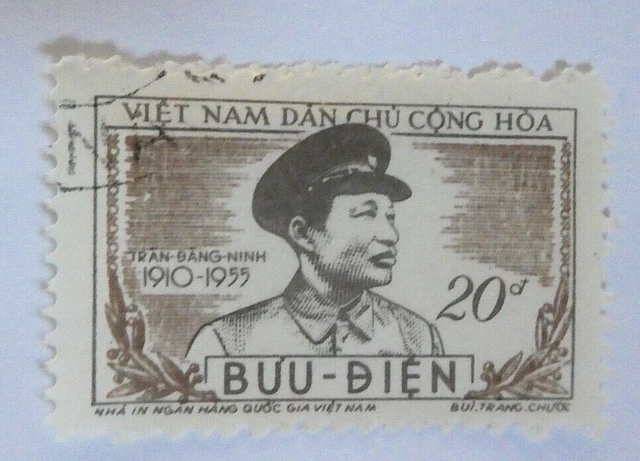 VIỆT NAM DÂN CHỦ CỘNG HÒA
TRẦN-ĐĂNG-NINH
1910-1955
20đ
BƯU-ĐIỆN
NHÀ IN NGÂN HÀNG QUỐC GIA VIỆT NAM
BÙI.TRANG.CHƯỚC